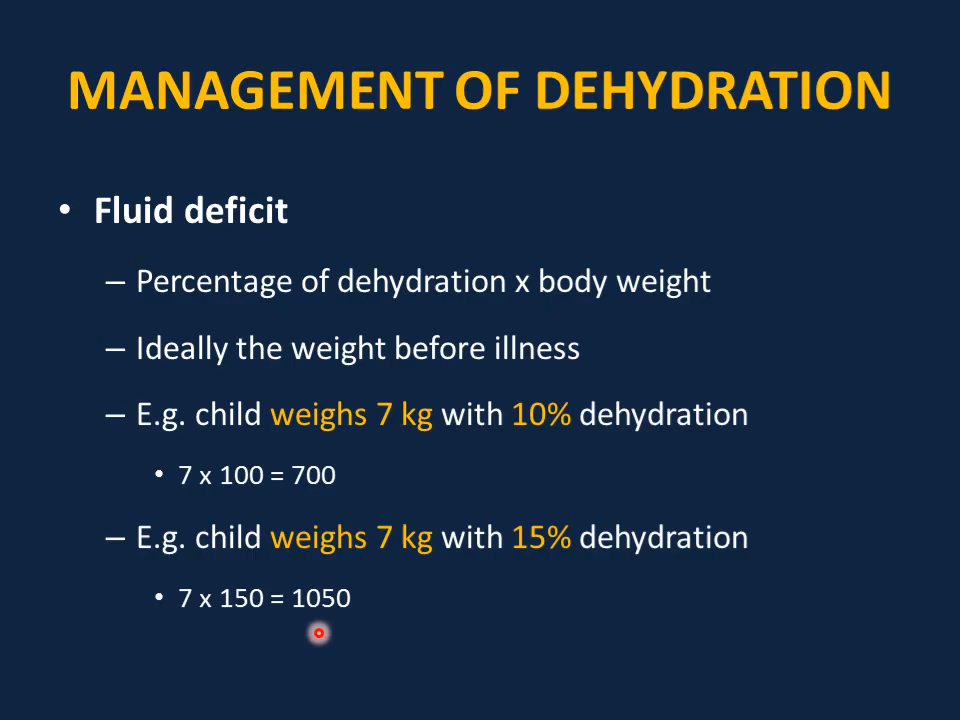 MANAGEMENT OF DEHYDRATION
• Fluid deficit
– Percentage of dehydration x body weight
– Ideally the weight before illness
– E.g. child weighs 7 kg with 10% dehydration
• 7 x 100 = 700
– E.g. child weighs 7 kg with 15% dehydration
• 7 x 150 = 1050